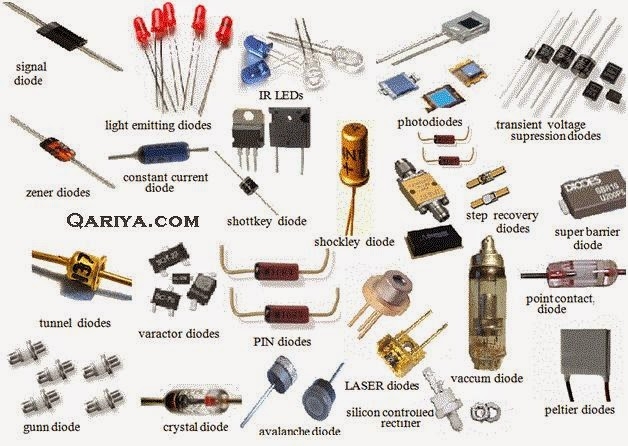 signal
diode
light emitting diodes
IR LEDs
photodiodes
transient voltage
supression diodes
zener diodes
constant current
diode
shottkey diode
shockley diode
step recovery
diodes
DIODES
super barrier
diode
QARIYA.COM
37
tunnel diodes
varactor diodes
PIN diodes
LASER diodes
vaccum diode
point contact
diode
gunn diode
crystal diode
avalanche diode
silicon controlled
rectifier
peltier diodes